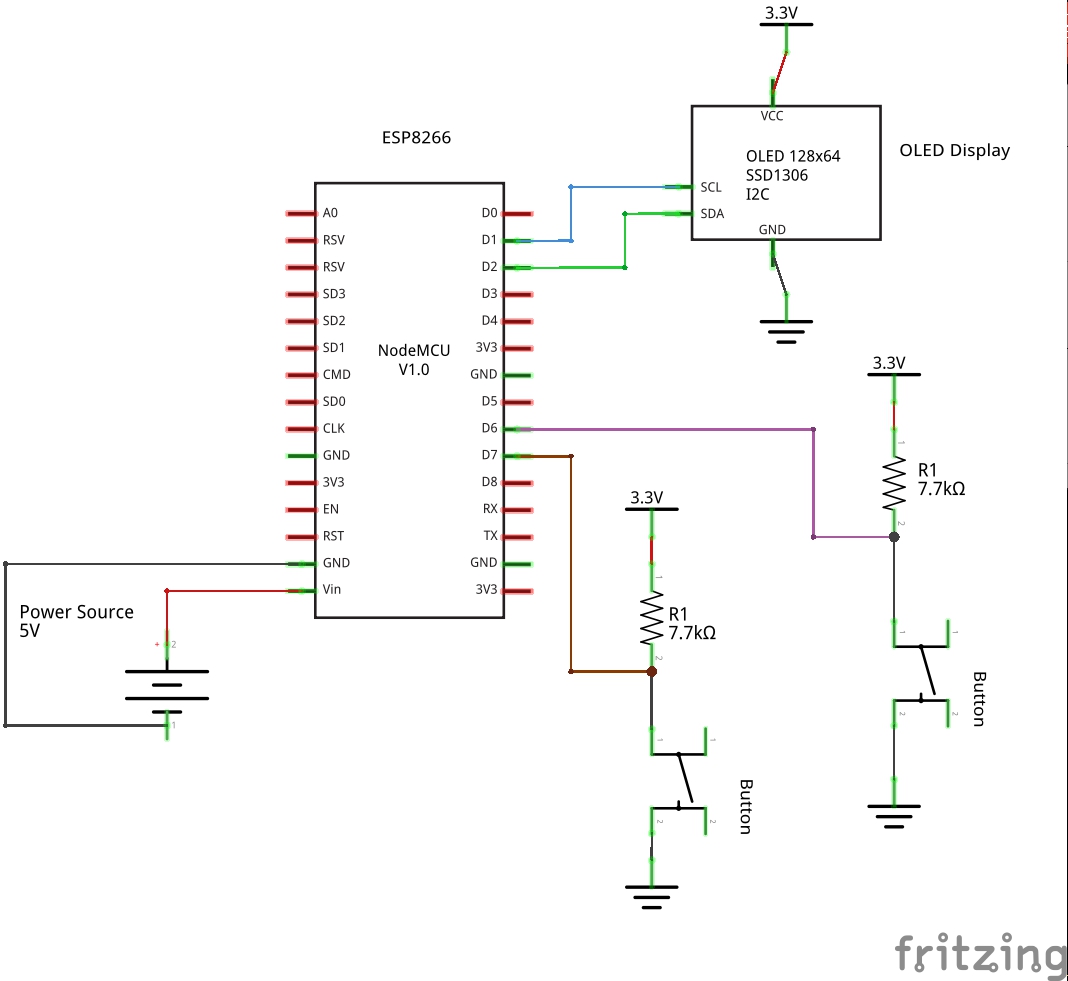 3.3V
VCC
OLED 128x64
SSD1306
I2C
SCL
SDA
GND
OLED Display
ESP8266
NodeMCU
V1.0
A0
RSV
RSV
SD3
SD2
SD1
CMD
SD0
CLK
GND
3V3
EN
RST
GND
Vin
D0
D1
D2
D3
D4
3V3
GND
D5
D6
D7
D8
RX
TX
GND
3V3
Power Source
5V
+ 2
1
3.3V
1
R1
7.7kΩ
2
1 1
2 2
Button
3.3V
1
R1
7.7kΩ
2
1 1
2 2
Button
fritzing